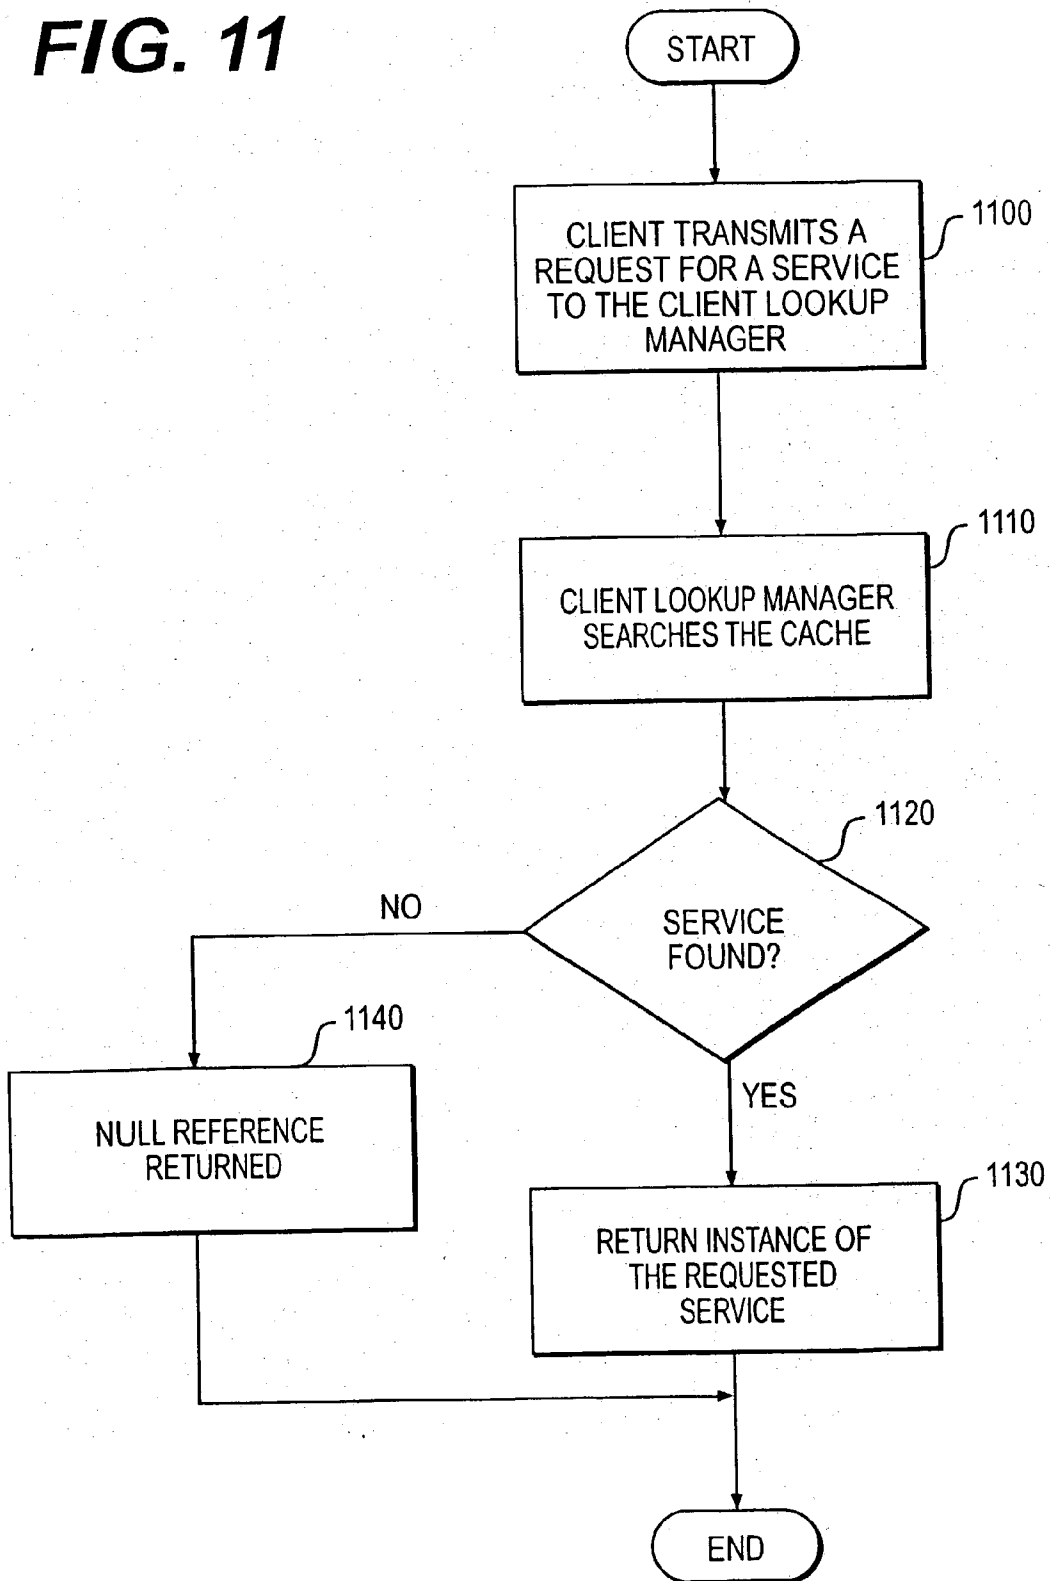 FIG. 11
START
1100
CLIENT TRANSMITS A
REQUEST FOR A SERVICE
TO THE CLIENT LOOKUP
MANAGER
1110
CLIENT LOOKUP MANAGER
SEARCHES THE CACHE
1120
SERVICE
FOUND?
NO
1140
NULL REFERENCE
RETURNED
YES
1130
RETURN INSTANCE OF
THE REQUESTED
SERVICE
END